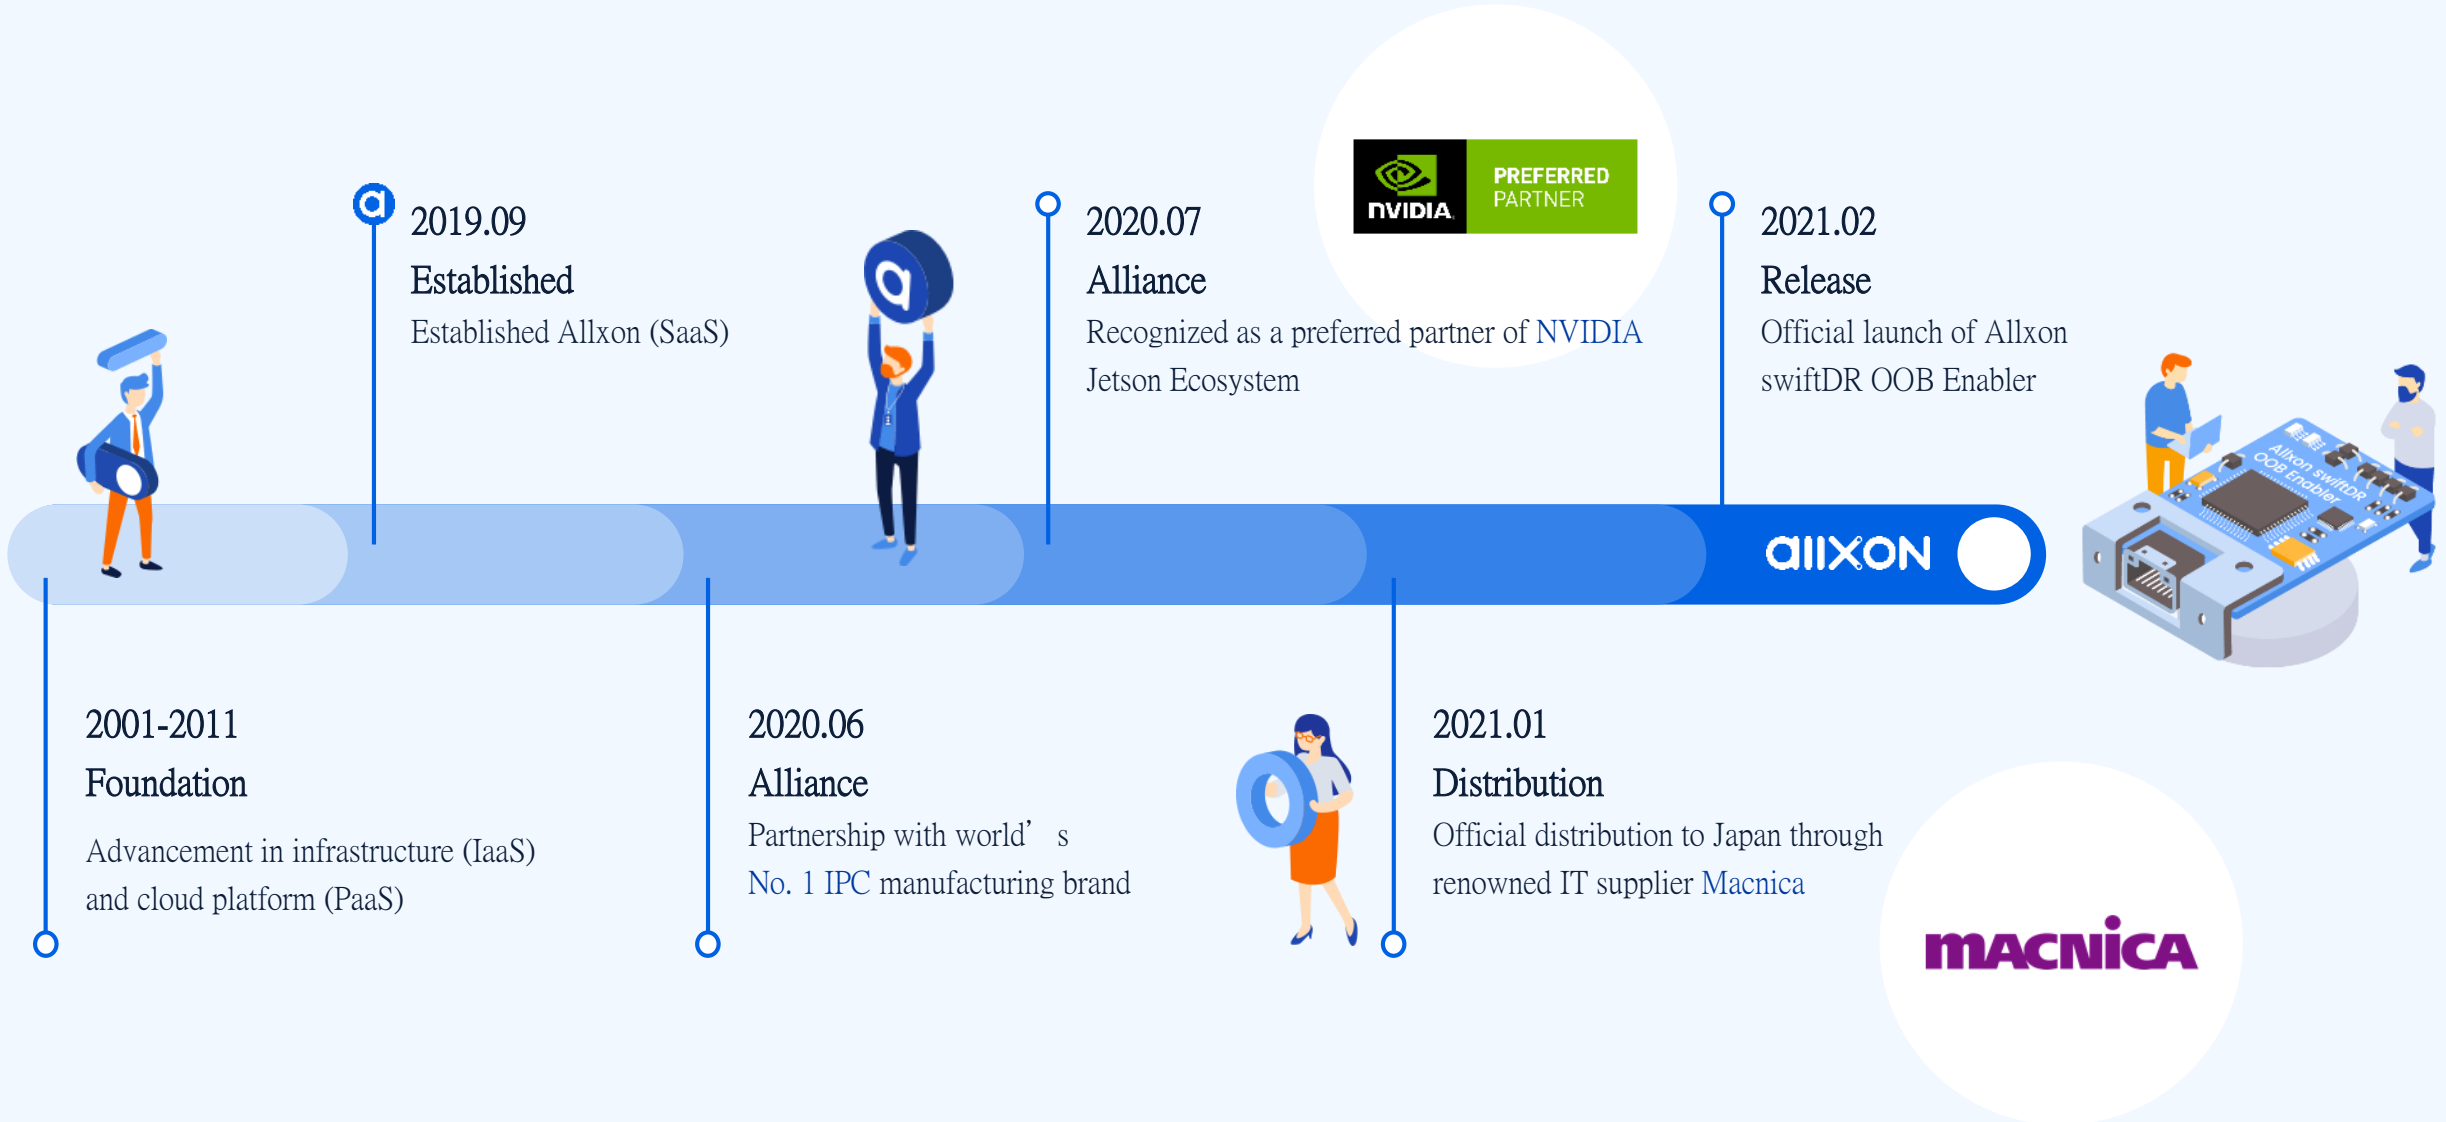 2019.09
Established
Established Allxon (SaaS)
2020.07
Alliance
Recognized as a preferred partner of NVIDIA
Jetson Ecosystem
NVIDIA
PREFERRED
PARTNER
2021.02
Release
Official launch of Allxon
swiftDR OOB Enabler
Allxon swiftDR
OOB Enabler
allxon
2001-2011
Foundation
Advancement in infrastructure (IaaS)
and cloud platform (PaaS)
2020.06
Alliance
Partnership with world’s
No. 1 IPC manufacturing brand
2021.01
Distribution
Official distribution to Japan through
renowned IT supplier Macnica
MACNiCA